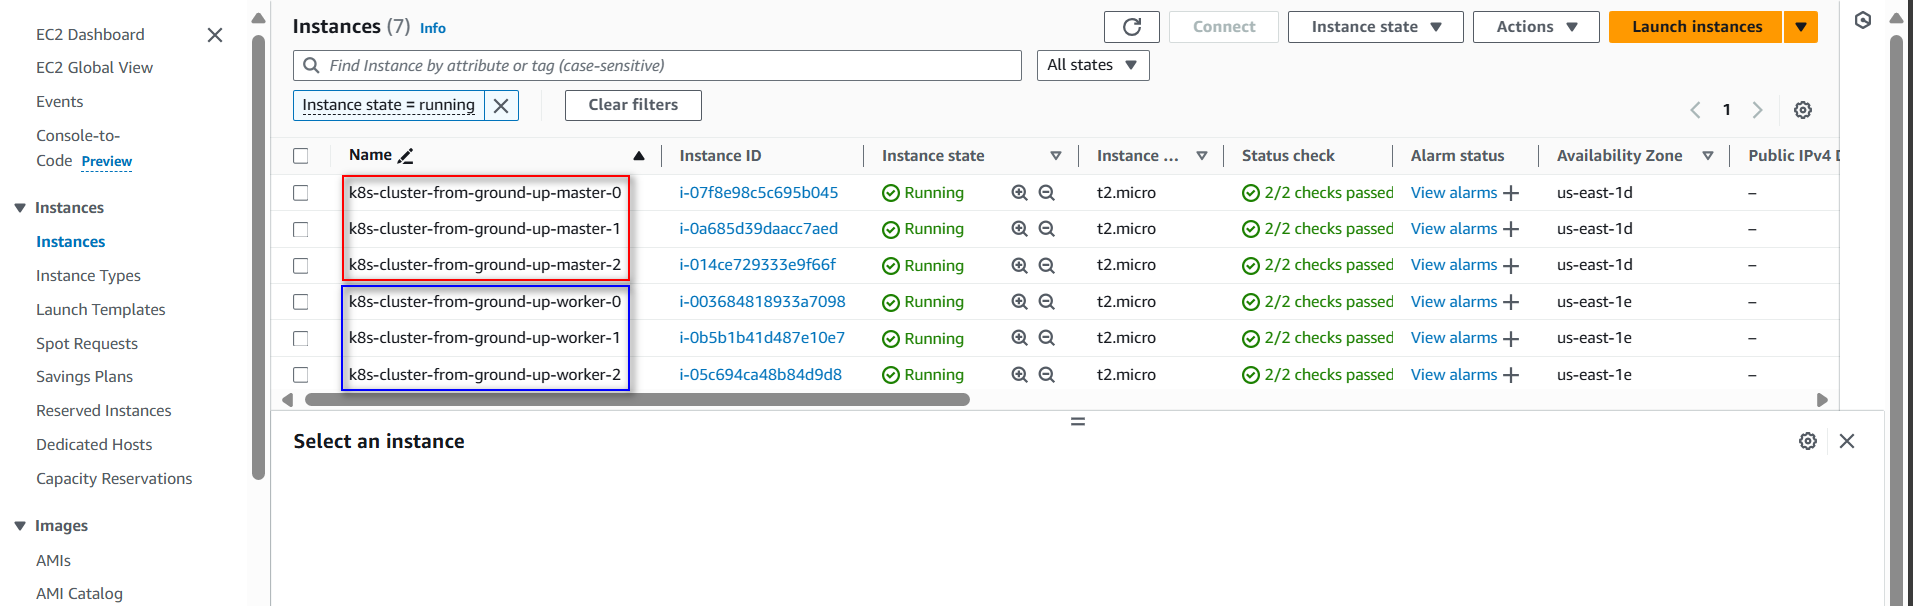 EC2 Dashboard
EC2 Global View
Events
Console-to-
Code Preview
Instances
Instances
Instance Types
Launch Templates
Spot Requests
Savings Plans
Reserved Instances
Dedicated Hosts
Capacity Reservations
Images
AMIs
AMI Catalog
Instances (7) Info
Connect
Instance state
Actions
Launch instances
Find Instance by attribute or tag (case-sensitive)
All states
Instance state = running
Clear filters
1
Name Instance ID Instance state Instance ... Status check Alarm status Availability Zone Public IPv4 D
k8s-cluster-from-ground-up-master-0 i-07f8e98c5c695b045 Running t2.micro 2/2 checks passed View alarms + us-east-1d –
k8s-cluster-from-ground-up-master-1 i-0a685d39daacc7aed Running t2.micro 2/2 checks passed View alarms + us-east-1d –
k8s-cluster-from-ground-up-master-2 i-014ce729333e9f66f Running t2.micro 2/2 checks passed View alarms + us-east-1d –
k8s-cluster-from-ground-up-worker-0 i-003684818933a7098 Running t2.micro 2/2 checks passed View alarms + us-east-1e –
k8s-cluster-from-ground-up-worker-1 i-0b5b1b41d487e10e7 Running t2.micro 2/2 checks passed View alarms + us-east-1e –
k8s-cluster-from-ground-up-worker-2 i-05c694ca48b84d9d8 Running t2.micro 2/2 checks passed View alarms + us-east-1e –
Select an instance